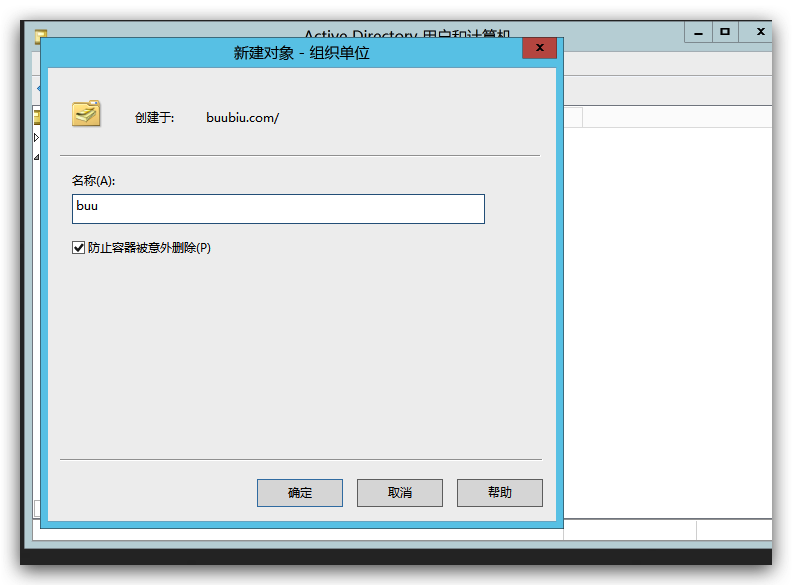 Active Directory 用户和计算机
新建对象 - 组织单位
创建于: buubiu.com/
名称(A):
buu
防止容器被意外删除(P)
确定 取消 帮助